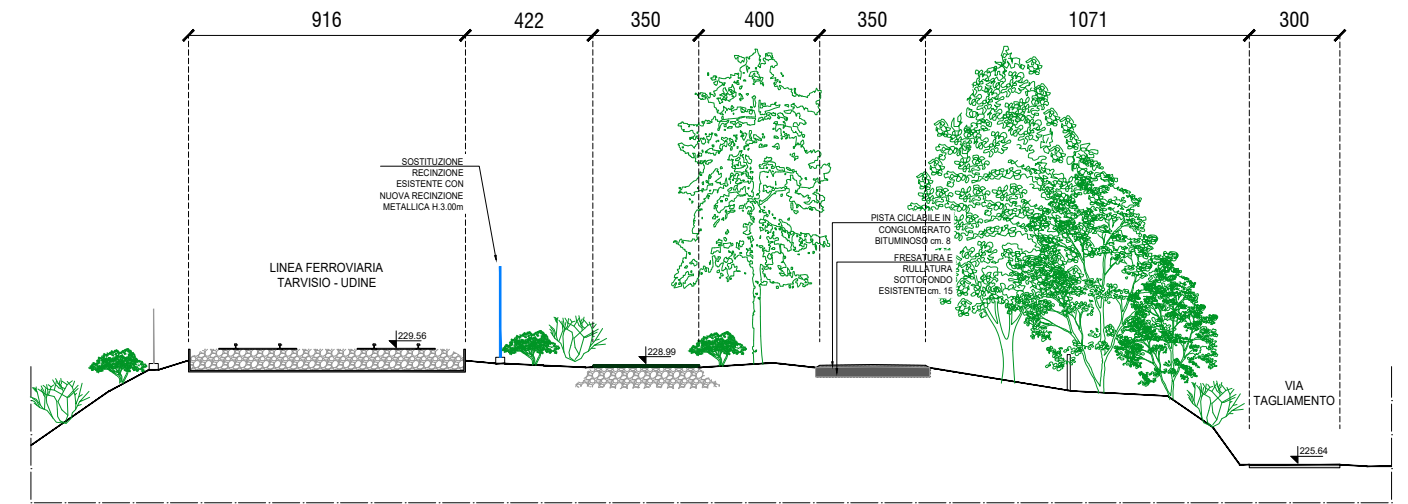 916
422
350
400
350
1071
300
SOSTITUZIONE
RECINZIONE
ESISTENTE CON
NUOVA RECINZIONE
METALLICA H.3.00m
PISTA CICLABILE IN
CONGLOMERATO
BITUMINOSO cm. 8
FRESATURA E
RULLATURA
SOTTOFONDO
ESISTENTE cm. 15
LINEA FERROVIARIA
TARVISIO - UDINE
229.56
228.99
VIA
TAGLIAMENTO
225.64